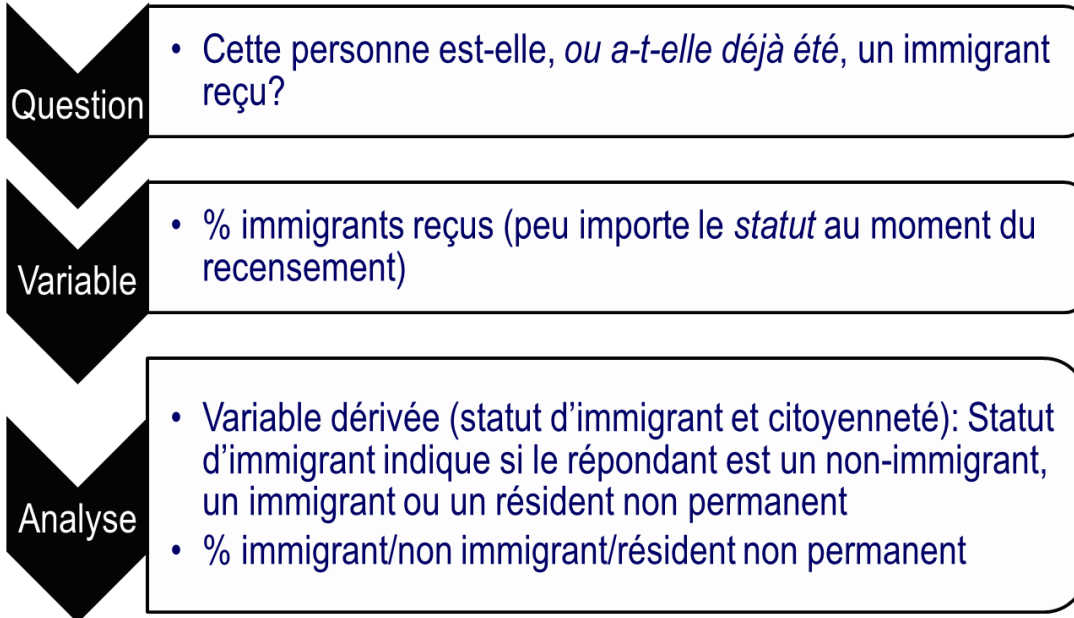 Question
• Cette personne est-elle, ou a-t-elle déjà été, un immigrant
reçu?
Variable
• % immigrants reçus (peu importe le statut au moment du
recensement)
Analyse
• Variable dérivée (statut d’immigrant et citoyenneté): Statut
d’immigrant indique si le répondant est un non-immigrant,
un immigrant ou un résident non permanent
• % immigrant/non immigrant/résident non permanent